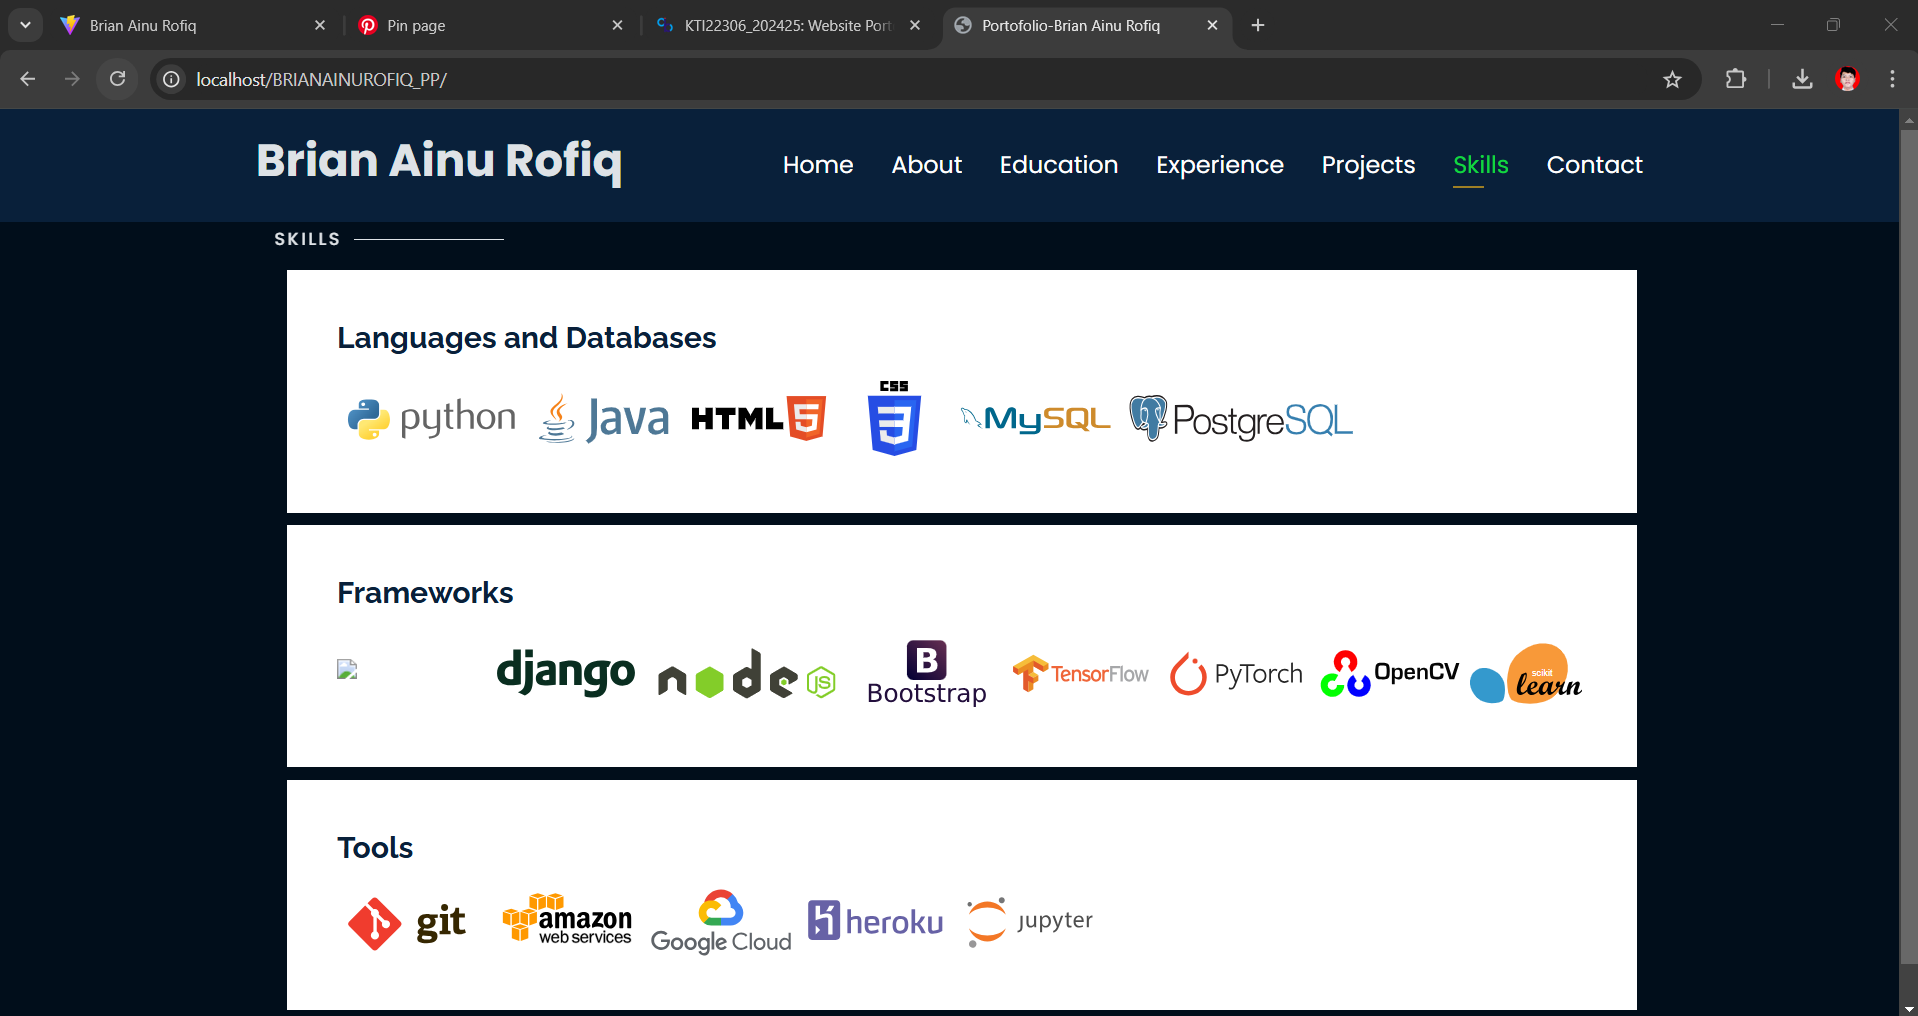 Brian Ainu Rofiq
Pin page
KTI22306_202425: Website Port
Portofolio-Brian Ainu Rofiq
localhost/BRIANAINUROFIQ_PP/
Brian Ainu Rofiq
Home About Education Experience Projects Skills Contact
SKILLS
Languages and Databases
python Java HTML 5 CSS 3 MySQL PostgreSQL
Frameworks
django node JS B Bootstrap TensorFlow PyTorch OpenCV scikit learn
Tools
git amazon web services Google Cloud heroku jupyter